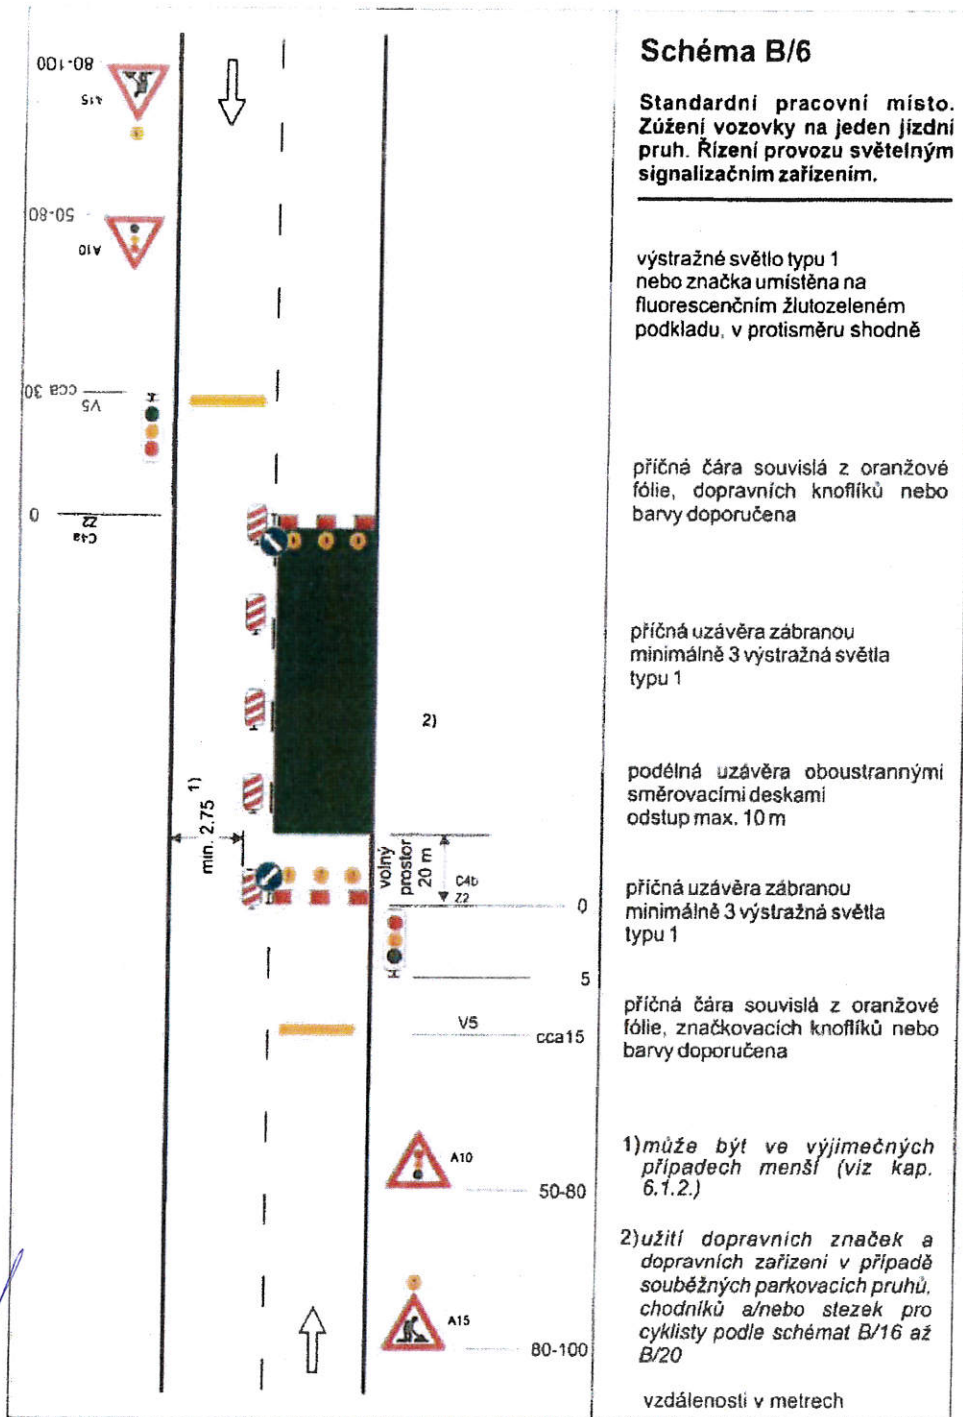 Schéma B/6
Standardní pracovní místo.
Zúžení vozovky na jeden jízdní
pruh. Řízení provozu světelným
signalizačním zařízením.
výstražné světlo typu 1
nebo značka umístěna na
fluorescenčním žlutozeleném
podkladu, v protisměru shodně
příčná čára souvislá z oranžové
fólie, dopravních knoflíků nebo
barvy doporučena
příčná uzávěra zábranou
minimálně 3 výstražná světla
typu 1
podélná uzávěra oboustrannými
směrovacími deskami
odstup max. 10 m
příčná uzávěra zábranou
minimálně 3 výstražná světla
typu 1
příčná čára souvislá z oranžové
fólie, značkovacích knoflíků nebo
barvy doporučena
1) může být ve výjimečných
případech menší (viz kap.
6.1.2.)
2) užití dopravních značek a
dopravních zařízení v případě
souběžných parkovacích pruhů,
chodníků a/nebo stezek pro
cyklisty podle schémat B/16 až
B/20
vzdálenosti v metrech
80-100
A15
50-80
A10
cca 30
V5
0
Z2
C4a
2)
min. 2,75 1)
volný
prostor
20 m
C4b
Z2
0
5
V5
cca15
A10
50-80
A15
80-100